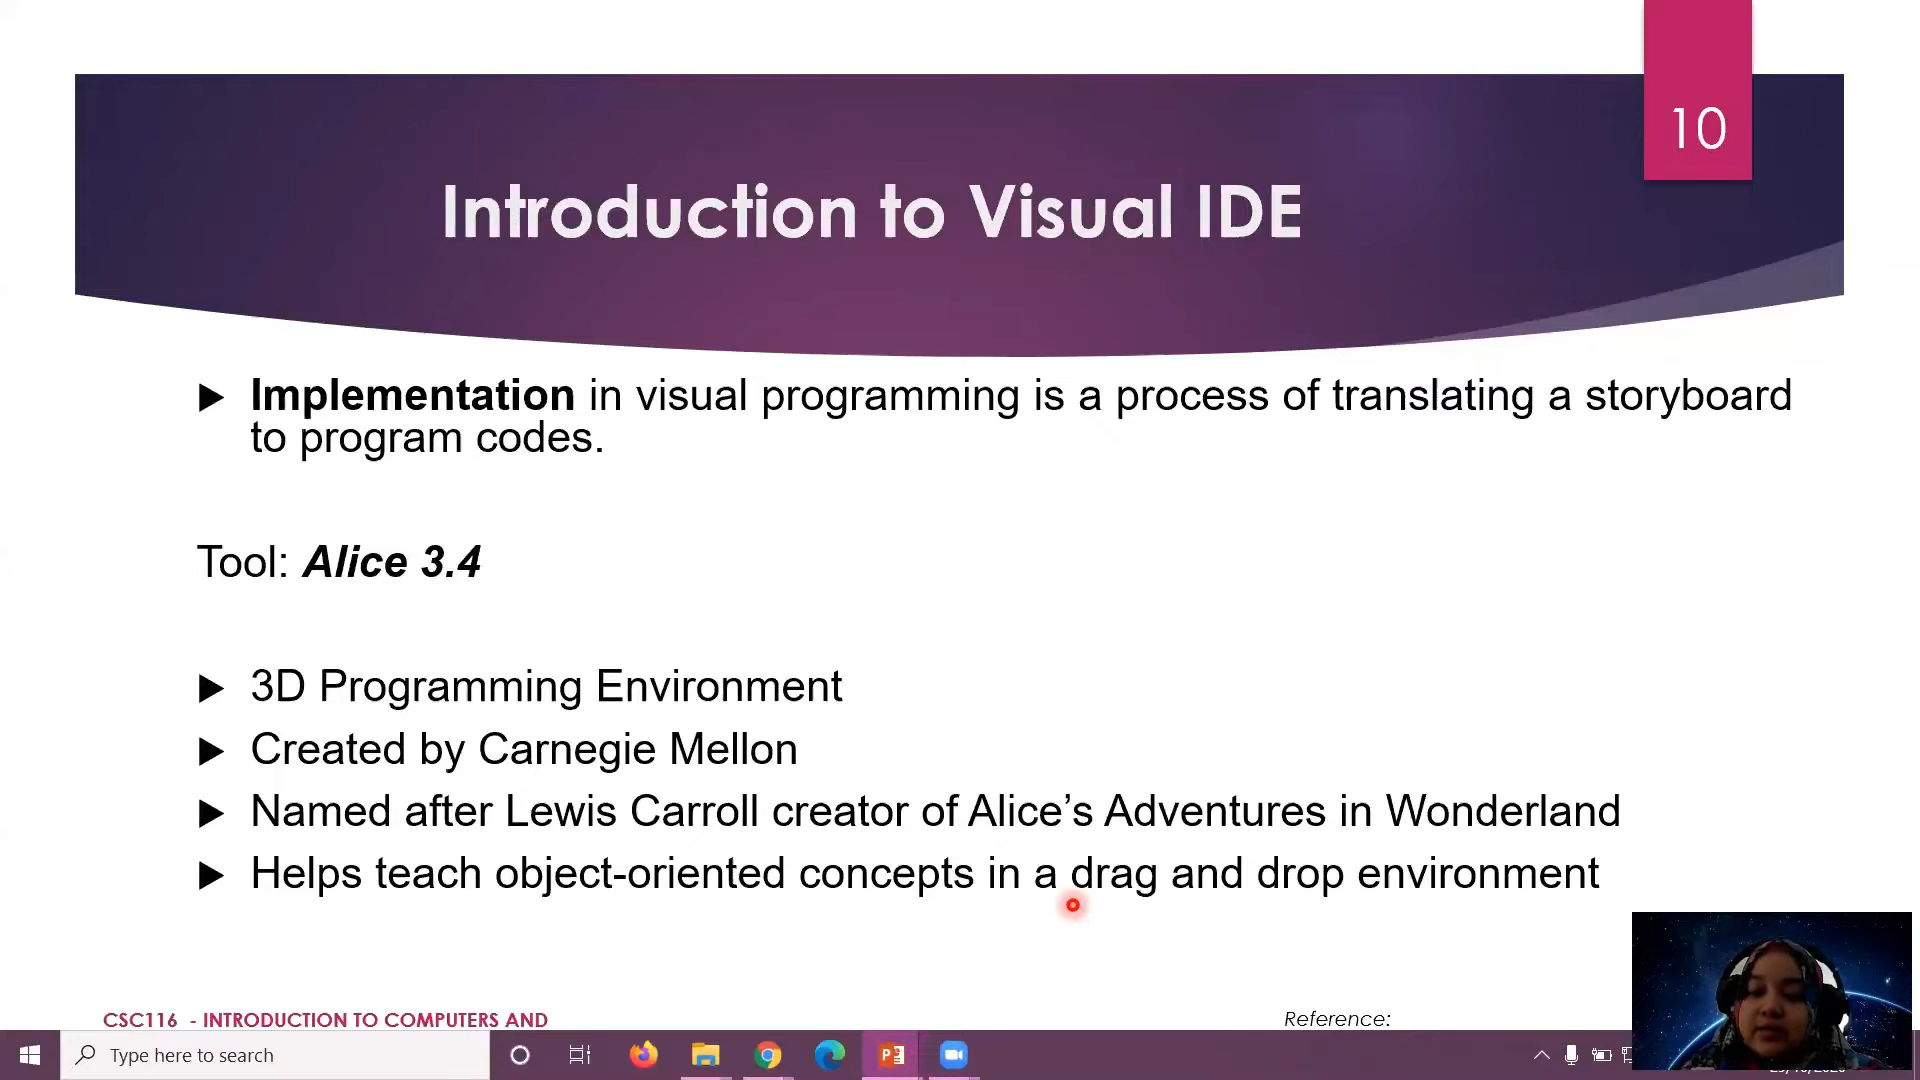 10
Introduction to Visual IDE
Implementation in visual programming is a process of translating a storyboard
to program codes.
Tool: Alice 3.4
3D Programming Environment
Created by Carnegie Mellon
Named after Lewis Carroll creator of Alice’s Adventures in Wonderland
Helps teach object-oriented concepts in a drag and drop environment
CSC116 - INTRODUCTION TO COMPUTERS AND
Reference:
Type here to search